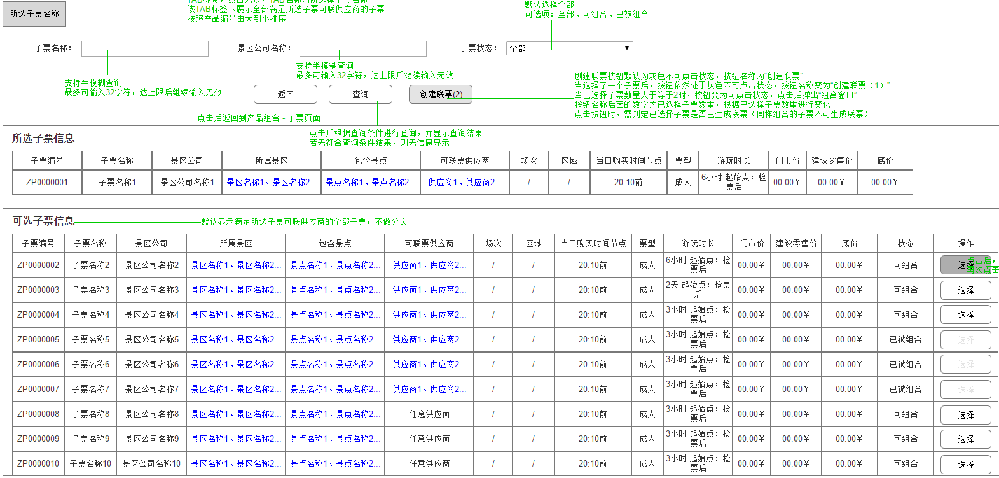 TAB标签，点击无效，TAB名称为所选择子票名称
该TAB标签下展示全部满足所选子票可联供应商的子票
按照产品编号由大到小排序
所选子票名称
默认选择全部
可选项：全部、可组合、已被组合
子票名称：
景区公司名称：
子票状态：
全部
支持半模糊查询
最多可输入32字符，达上限后继续输入无效
支持半模糊查询
最多可输入32字符，达上限后继续输入无效
返回
查询
创建联票(2)
创建联票按钮默认为灰色不可点击状态，按钮名称为“创建联票”
当选择了一个子票后，按钮依然处于灰色不可点击状态，按钮名称变为“创建联票（1）”
当已选择子票数量大于等于2时，按钮变为可点击状态，点击后弹出“组合窗口”
按钮名称后面的数字为已选择子票数量，根据已选择子票数量进行变化
点击按钮时，需判定已选择子票是否已生成联票（同样组合的子票不可生成联票）
点击后返回到产品组合 - 子票页面
点击后根据查询条件进行查询，并显示查询结果
若无符合查询条件结果，则无信息显示
所选子票信息
子票编号 子票名称 景区公司 所属景区 包含景点 可联票供应商 场次 区域 当日购买时间节点 票型 游玩时长 门市价 建议零售价 底价
ZP0000001 子票名称1 景区公司名称1 景区名称1、景区名称2... 景点名称1、景点名称2... 供应商1、供应商2... / / 20:10前 成人 6小时 起始点：检票后 00.00¥ 00.00¥ 00.00¥
可选子票信息
默认显示满足所选子票可联供应商的全部子票，不做分页
子票编号 子票名称 景区公司 所属景区 包含景点 可联票供应商 场次 区域 当日购买时间节点 票型 游玩时长 门市价 建议零售价 底价 状态 操作
ZP0000002 子票名称2 景区公司名称2 景区名称1、景区名称2... 景点名称1、景点名称2... 供应商1、供应商2... / / 20:10前 成人 6小时 起始点：检票后 00.00¥ 00.00¥ 00.00¥ 可组合 选择
点击后，
再次点击
ZP0000003 子票名称3 景区公司名称3 景区名称1、景区名称2... 景点名称1、景点名称2... 供应商1、供应商2... / / 20:10前 成人 2天 起始点：检票后 00.00¥ 00.00¥ 00.00¥ 可组合 选择
ZP0000004 子票名称4 景区公司名称4 景区名称1、景区名称2... 景点名称1、景点名称2... 供应商1、供应商2... / / 20:10前 成人 3小时 起始点：检票后 00.00¥ 00.00¥ 00.00¥ 可组合 选择
ZP0000005 子票名称5 景区公司名称5 景区名称1、景区名称2... 景点名称1、景点名称2... 供应商1、供应商2... / / 20:10前 成人 3小时 起始点：检票后 00.00¥ 00.00¥ 00.00¥ 已被组合 选择
ZP0000006 子票名称6 景区公司名称6 景区名称1、景区名称2... 景点名称1、景点名称2... 供应商1、供应商2... / / 20:10前 成人 3小时 起始点：检票后 00.00¥ 00.00¥ 00.00¥ 已被组合 选择
ZP0000007 子票名称7 景区公司名称7 景区名称1、景区名称2... 景点名称1、景点名称2... 供应商1、供应商2... / / 20:10前 成人 3小时 起始点：检票后 00.00¥ 00.00¥ 00.00¥ 已被组合 选择
ZP0000008 子票名称8 景区公司名称8 景区名称1、景区名称2... 景点名称1、景点名称2... 任意供应商 / / 20:10前 成人 3小时 起始点：检票后 00.00¥ 00.00¥ 00.00¥ 可组合 选择
ZP0000009 子票名称9 景区公司名称9 景区名称1、景区名称2... 景点名称1、景点名称2... 任意供应商 / / 20:10前 成人 3小时 起始点：检票后 00.00¥ 00.00¥ 00.00¥ 可组合 选择
ZP0000010 子票名称10 景区公司名称10 景区名称1、景区名称2... 景点名称1、景点名称2... 任意供应商 / / 20:10前 成人 3小时 起始点：检票后 00.00¥ 00.00¥ 00.00¥ 可组合 选择